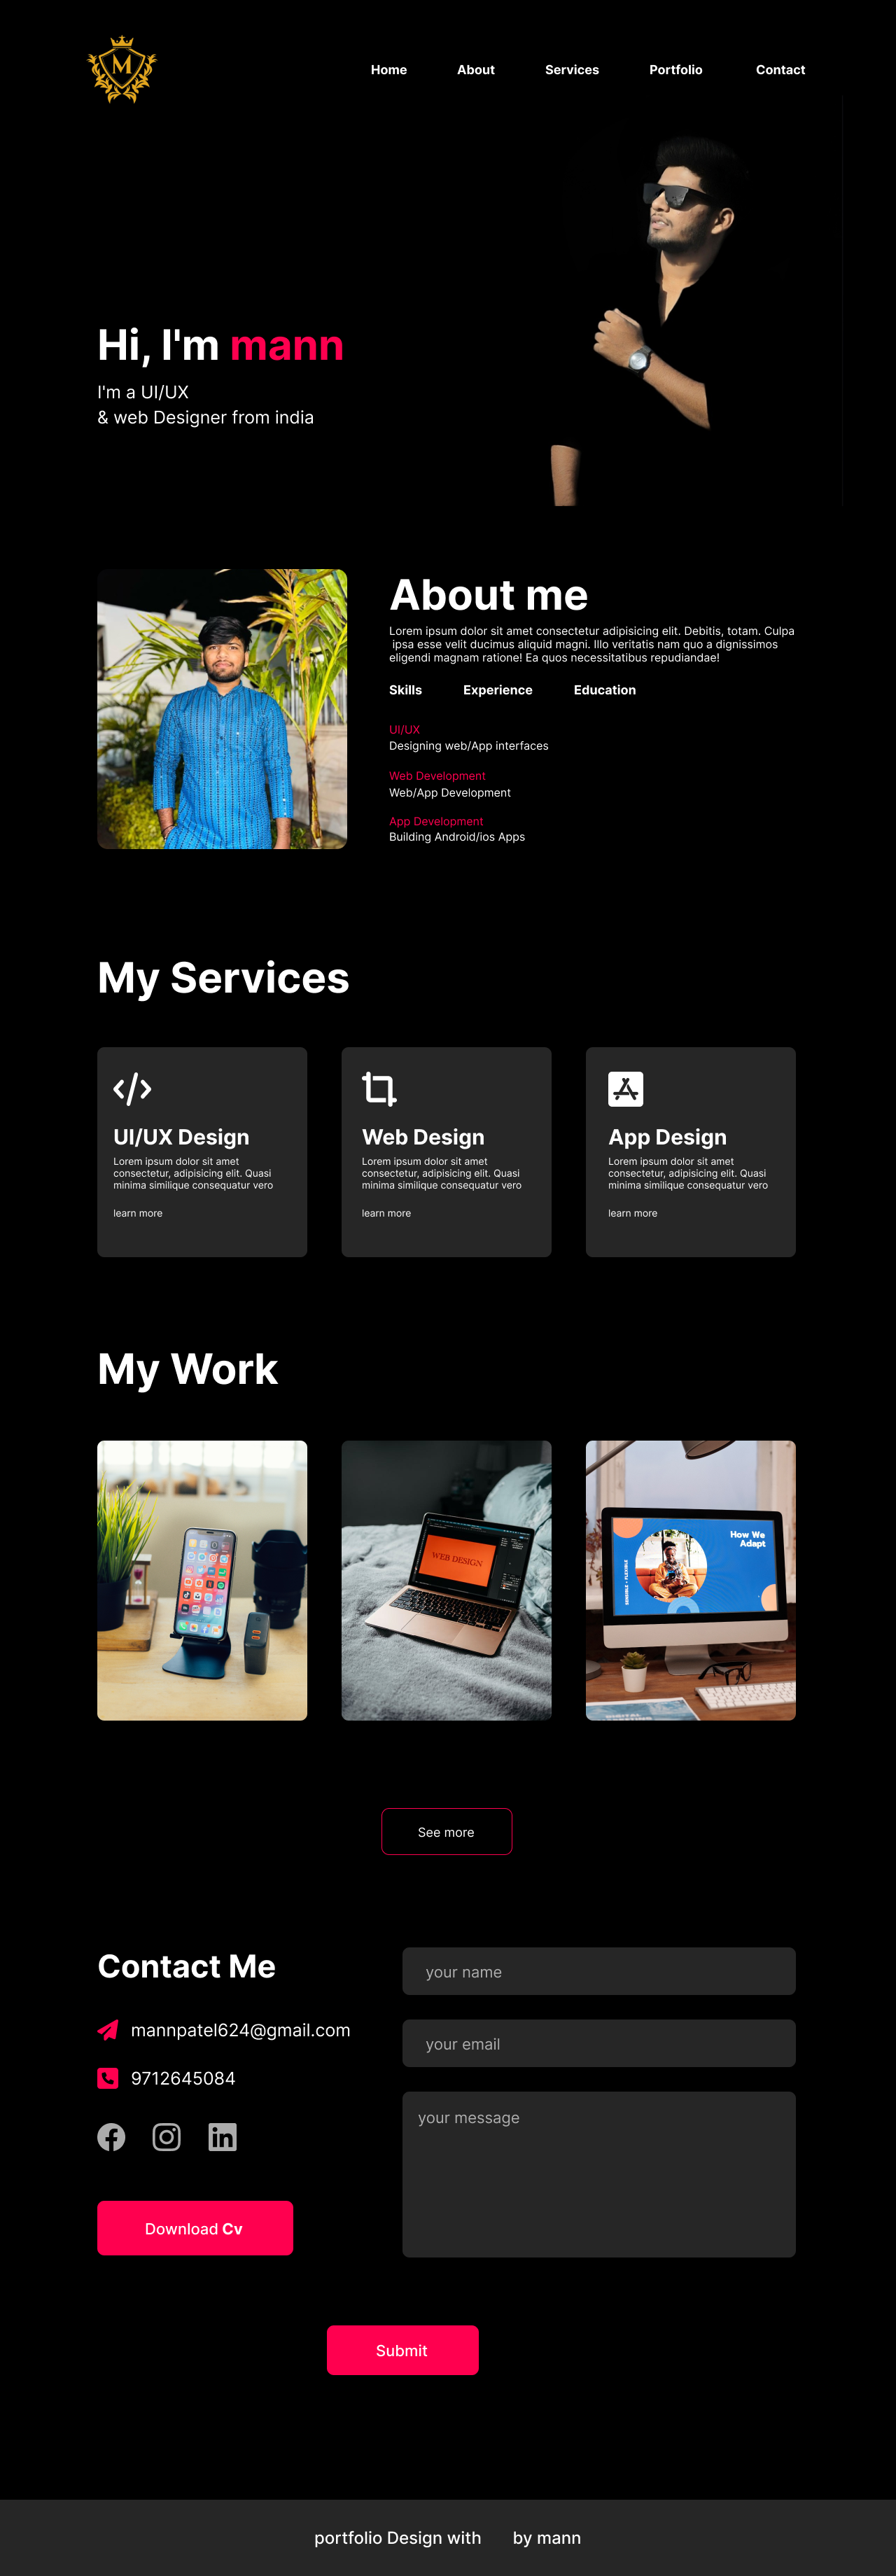 M
Home About Services Portfolio Contact
Hi, I'm mann
I'm a UI/UX
& web Designer from india
About me
Lorem ipsum dolor sit amet consectetur adipisicing elit. Debitis, totam. Culpa
ipsa esse velit ducimus aliquid magni. Illo veritatis nam quo a dignissimos
eligendi magnam ratione! Ea quos necessitatibus repudiandae!
Skills Experience Education
UI/UX
Designing web/App interfaces
Web Development
Web/App Development
App Development
Building Android/ios Apps
My Services
UI/UX Design
Lorem ipsum dolor sit amet
consectetur, adipisicing elit. Quasi
minima similique consequatur vero
learn more
Web Design
Lorem ipsum dolor sit amet
consectetur, adipisicing elit. Quasi
minima similique consequatur vero
learn more
App Design
Lorem ipsum dolor sit amet
consectetur, adipisicing elit. Quasi
minima similique consequatur vero
learn more
My Work
WEB DESIGN
How We
Adapt
See more
Contact Me
mannpatel624@gmail.com
9712645084
Download Cv
your name
your email
your message
Submit
portfolio Design with by mann